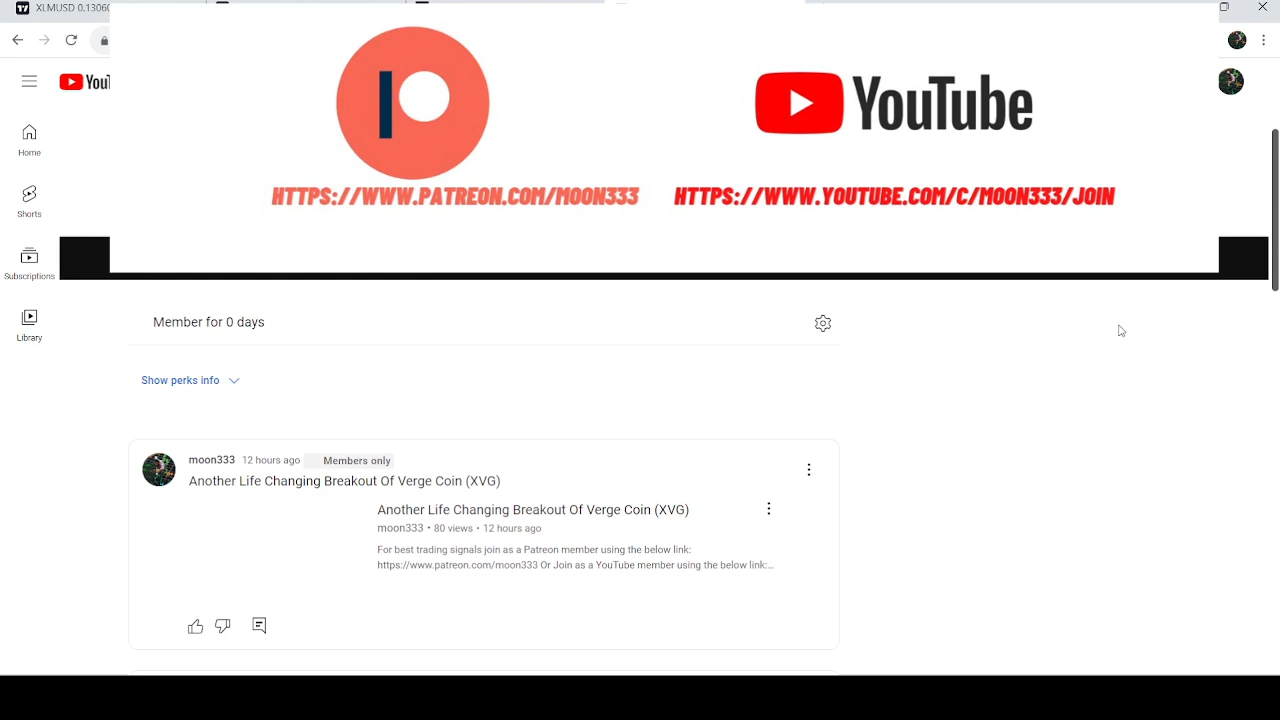 XLMUSD 0.1306
YouTube
HTTPS://WWW.PATREON.COM/MOON333
HTTPS://WWW.YOUTUBE.COM/C/MOON333/JOIN
Home
Shorts
Subscriptions
Library
Member for 0 days
Show perks info
moon333 12 hours ago Members only
Another Life Changing Breakout Of Verge Coin (XVG)
Another Life Changing Breakout Of Verge Coin (XVG)
moon333 • 80 views • 12 hours ago
For best trading signals join as a Patreon member using the below link:
https://www.patreon.com/moon333 Or Join as a YouTube member using the below link:...